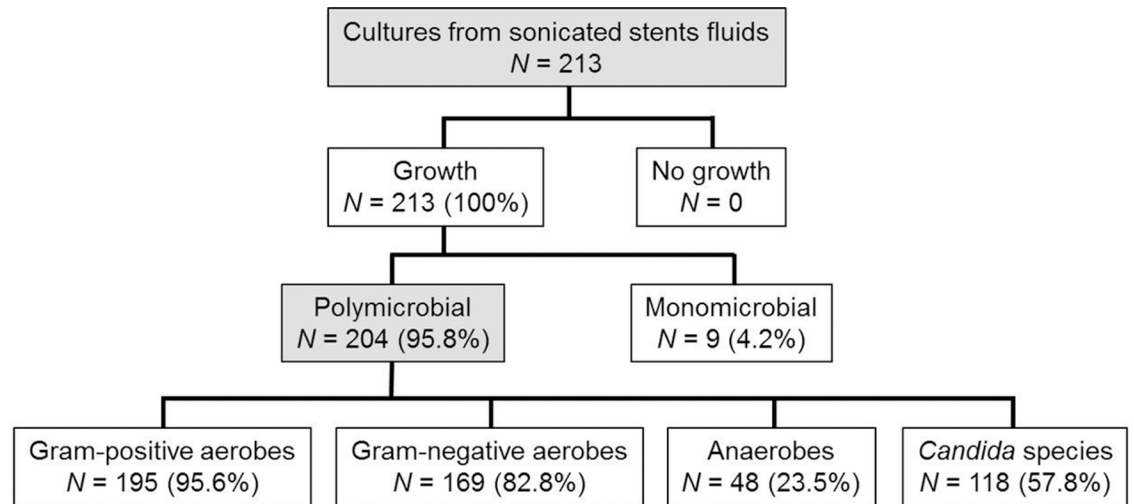 Cultures from sonicated stents fluids
N = 213
Growth
N = 213 (100%)
No growth
N = 0
Polymicrobial
N = 204 (95.8%)
Monomicrobial
N = 9 (4.2%)
Gram-positive aerobes
N = 195 (95.6%)
Gram-negative aerobes
N = 169 (82.8%)
Anaerobes
N = 48 (23.5%)
Candida species
N = 118 (57.8%)